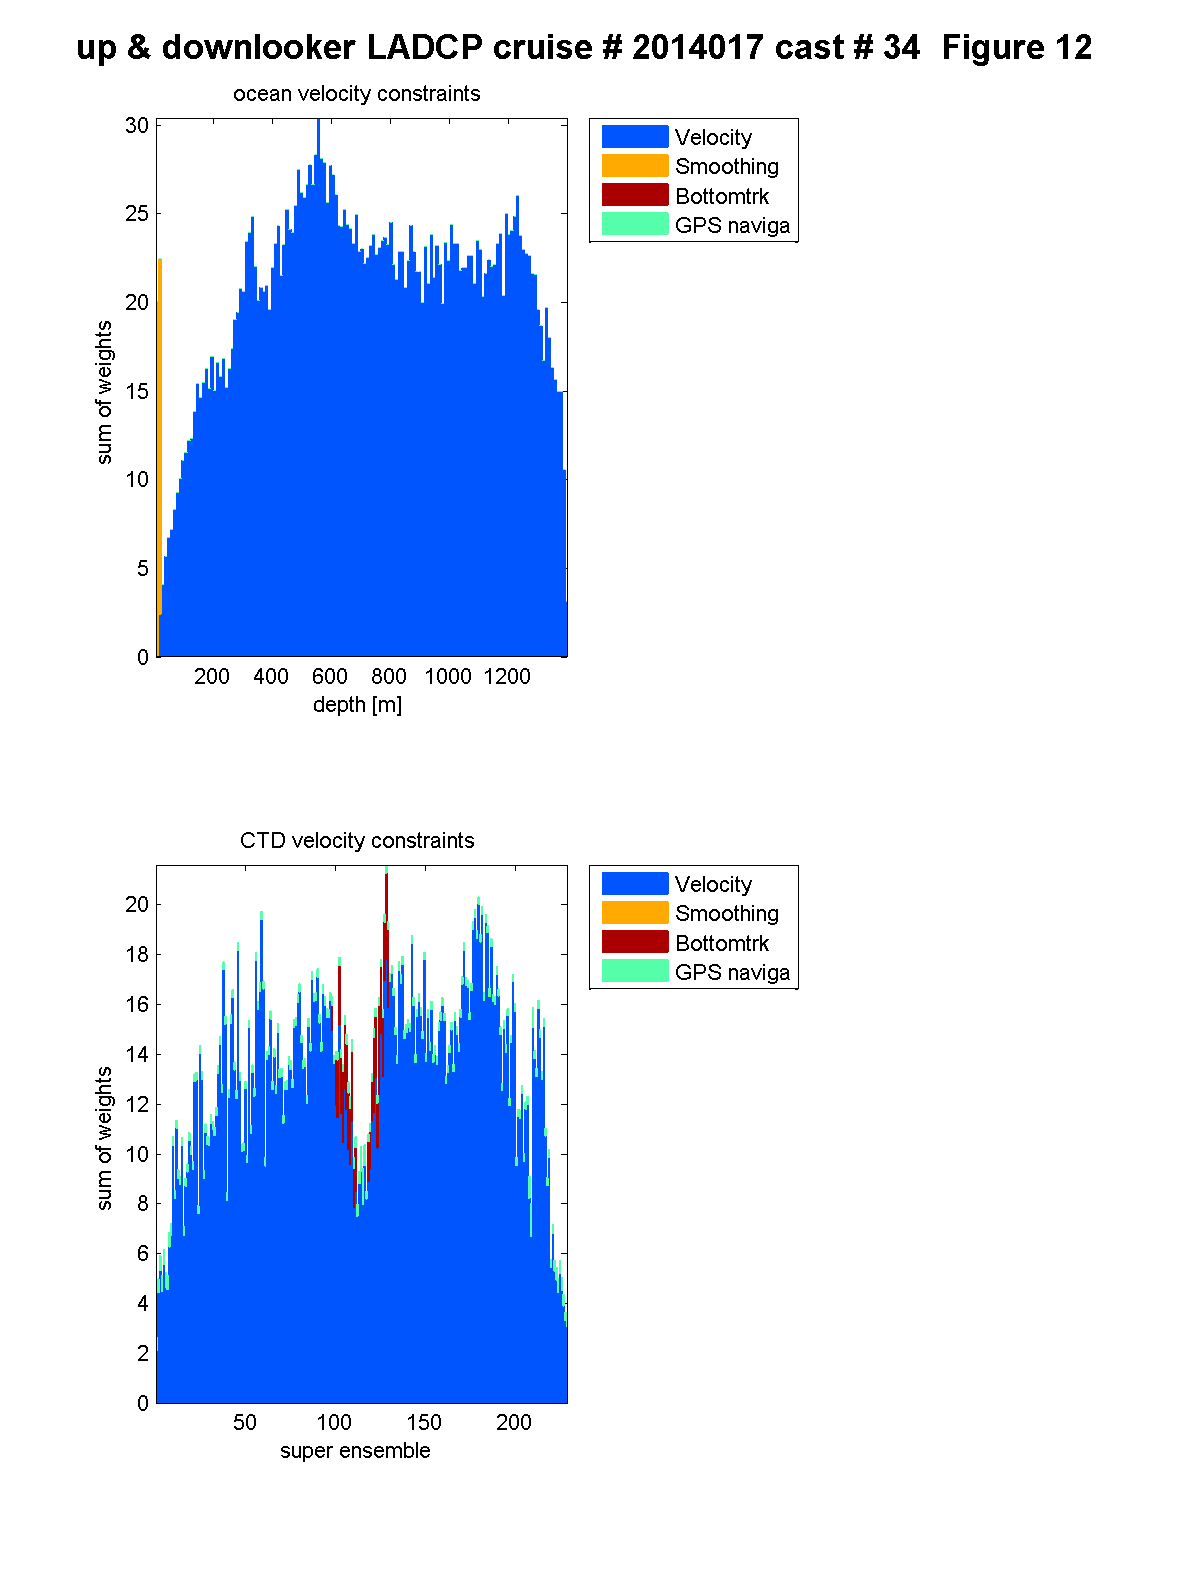 up & downlooker LADCP cruise # 2014017 cast # 34  Figure 12
ocean velocity constraints
30
25
20
15
10
5
0
sum of weights
200 400 600 800 1000 1200
depth [m]
Velocity
Smoothing
Bottomtrk
GPS naviga
CTD velocity constraints
20
18
16
14
12
10
8
6
4
2
0
sum of weights
50 100 150 200
super ensemble
Velocity
Smoothing
Bottomtrk
GPS naviga